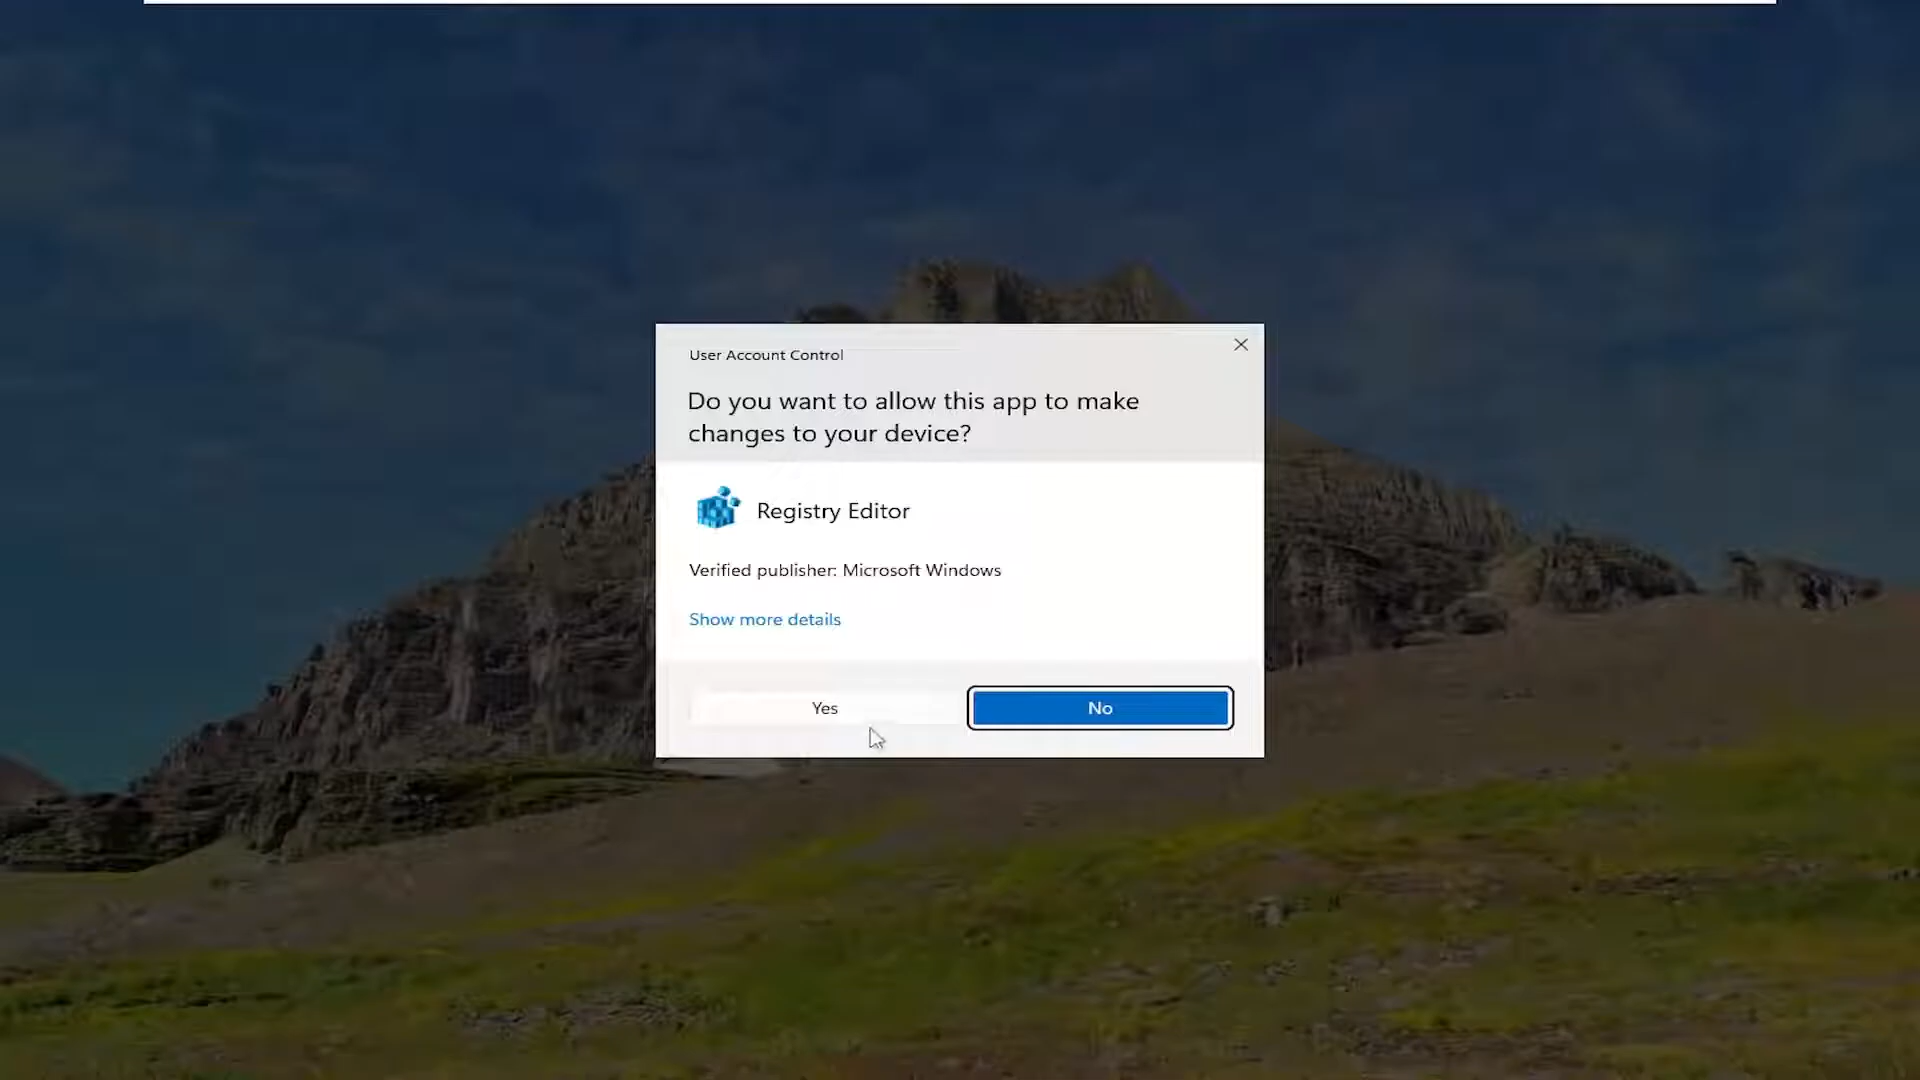 User Account Control
Do you want to allow this app to make
changes to your device?
Registry Editor
Verified publisher: Microsoft Windows
Show more details
Yes
No